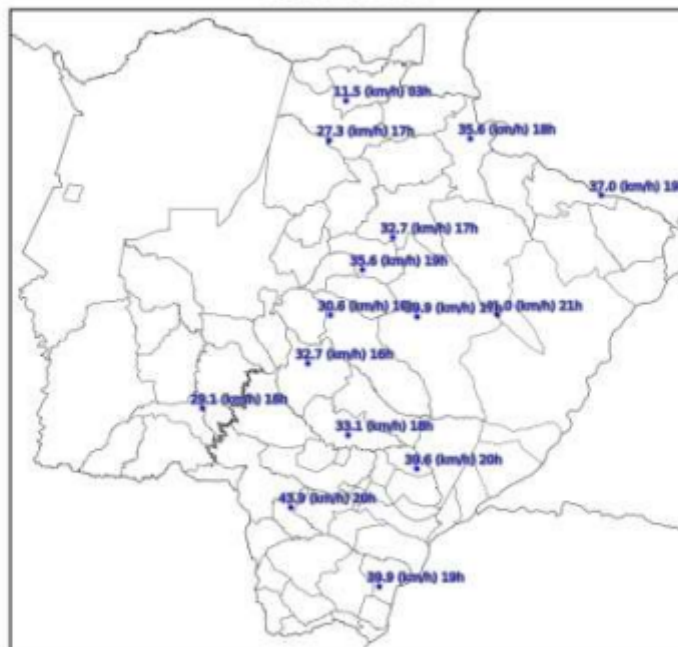 11.5 (km/h) 03h
27.3 (km/h) 17h
35.6 (km/h) 18h
37.0 (km/h) 19
32.7 (km/h) 17h
35.6 (km/h) 19h
30.6 (km/h)
(km/h)
(km/h) 21h
32.7 (km/h) 16h
29.1 (km/h) 18h
33.1 (km/h) 18h
39.6 (km/h) 20h
43.9 (km/h) 20h
39.9 (km/h) 19h